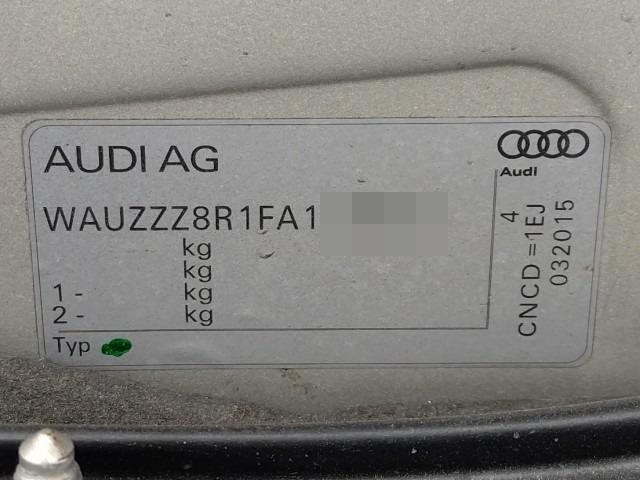 AUDI AG
Audi
WAUZZZ8R1FA1
kg
kg
1 - kg
2 - kg
Typ
4
CNCD=1EJ
032015